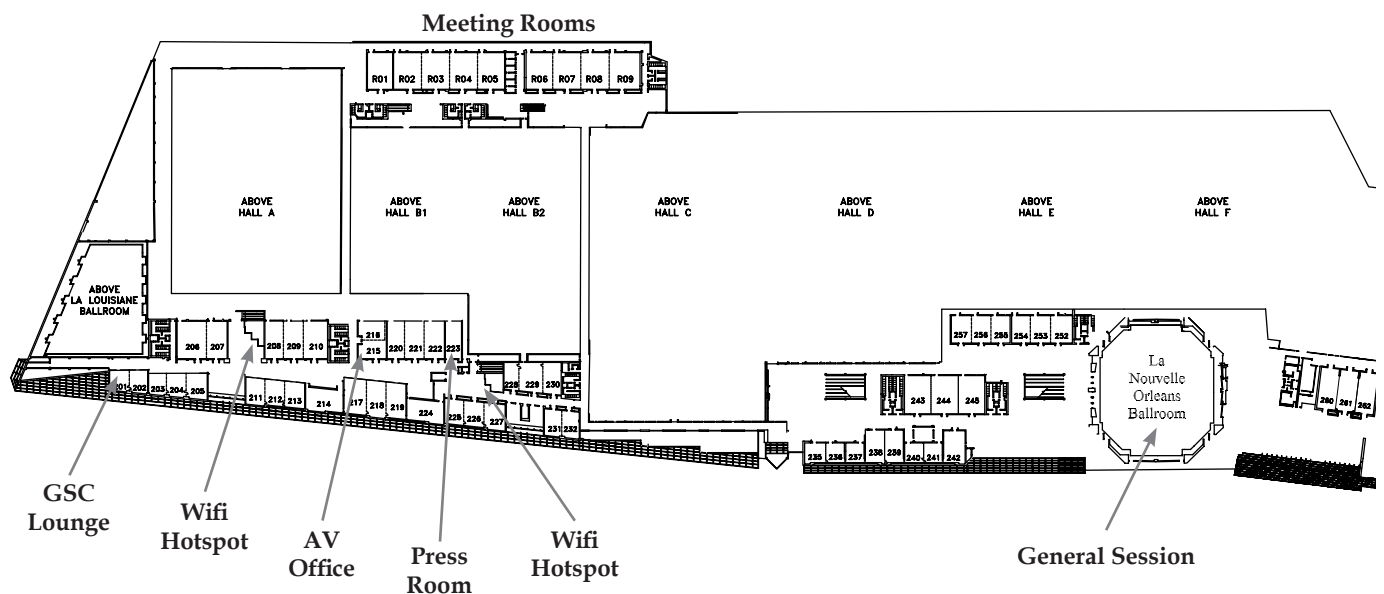 Meeting Rooms
R01 R02 R03 R04 R05 R06 R07 R08 R09
ABOVE
HALL A
ABOVE
HALL B1
ABOVE
HALL B2
ABOVE
HALL C
ABOVE
HALL D
ABOVE
HALL E
ABOVE
HALL F
ABOVE
LA LOUISIANE
BALLROOM
206 207 208 209 210
216
215 220 221 222 223
201 202 203 204 205
211 212 213 214
217 218 219 224
225 226 227
228 229 230
231 232
257 256 255 254 253 252
243 244 245
235 236 237 238 239 240 241 242
La
Nouvelle
Orleans
Ballroom
260 261 262
GSC
Lounge
Wifi
Hotspot
AV
Office
Press
Room
Wifi
Hotspot
General Session